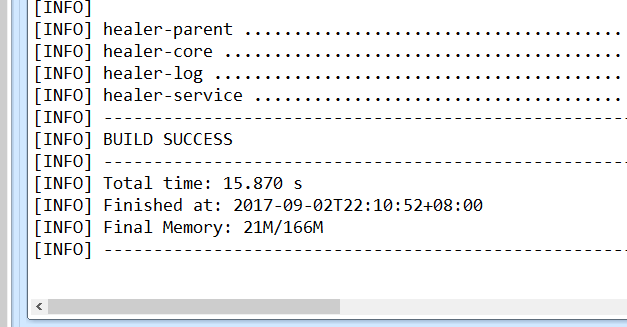 [INFO]
[INFO] healer-parent ......................................
[INFO] healer-core ........................................
[INFO] healer-log .........................................
[INFO] healer-service .....................................
[INFO] -----------------------------------------------------
[INFO] BUILD SUCCESS
[INFO] -----------------------------------------------------
[INFO] Total time: 15.870 s
[INFO] Finished at: 2017-09-02T22:10:52+08:00
[INFO] Final Memory: 21M/166M
[INFO] -----------------------------------------------------